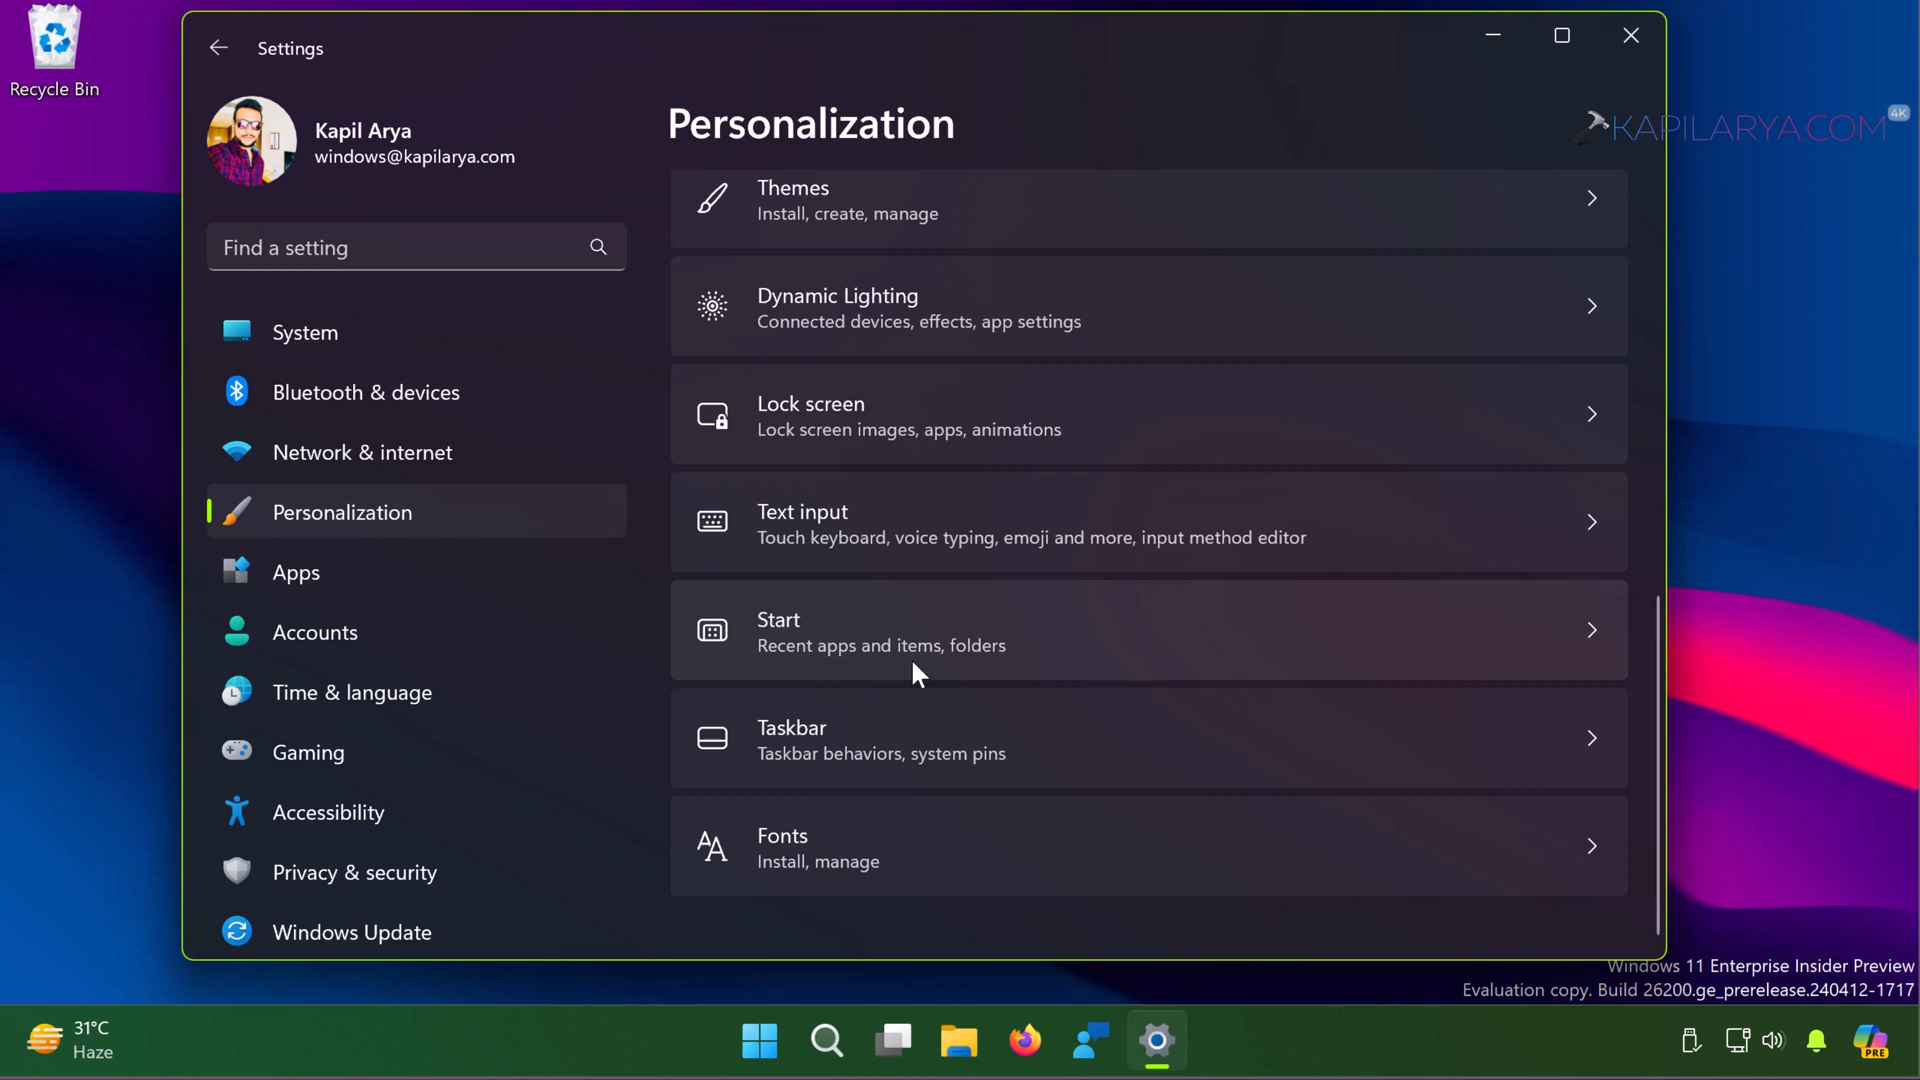 Recycle Bin
Settings
Kapil Arya
windows@kapilarya.com
Find a setting
System
Bluetooth & devices
Network & internet
Personalization
Apps
Accounts
Time & language
Gaming
Accessibility
Privacy & security
Windows Update
Personalization
KAPILARYA.COM
4K
Themes
Install, create, manage
Dynamic Lighting
Connected devices, effects, app settings
Lock screen
Lock screen images, apps, animations
Text input
Touch keyboard, voice typing, emoji and more, input method editor
Start
Recent apps and items, folders
Taskbar
Taskbar behaviors, system pins
Fonts
Install, manage
Windows 11 Enterprise Insider Preview
Evaluation copy. Build 26200.ge_prerelease.240412-1717
31°C
Haze
PRE